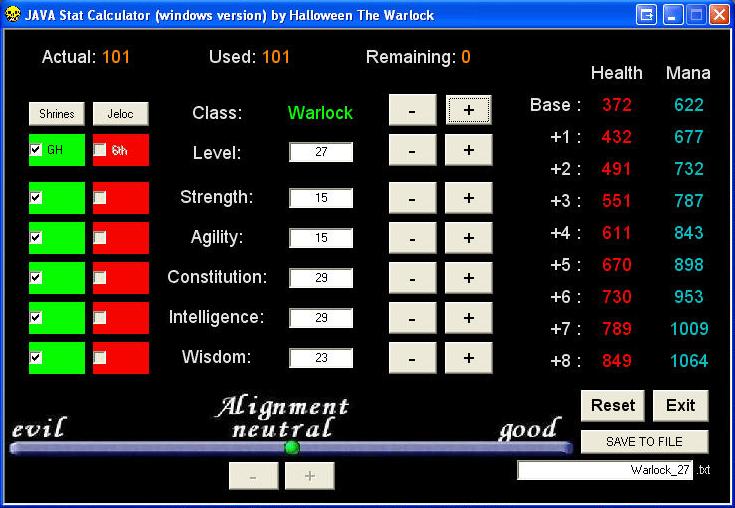 JAVA Stat Calculator (windows version) by Halloween The Warlock
Actual: 101 Used: 101 Remaining: 0
Health Mana
Shrines Jeloc Class: Warlock - + Base : 372 622
GH 6th Level: 27 - + +1 : 432 677
+2 : 491 732
Strength: 15 - + +3 : 551 787
Agility: 15 - + +4 : 611 843
Constitution: 29 - + +5 : 670 898
Intelligence: 29 - + +6 : 730 953
+7 : 789 1009
Wisdom: 23 - + +8 : 849 1064
Alignment
evil neutral good
Reset Exit
SAVE TO FILE
- + Warlock_27 .txt